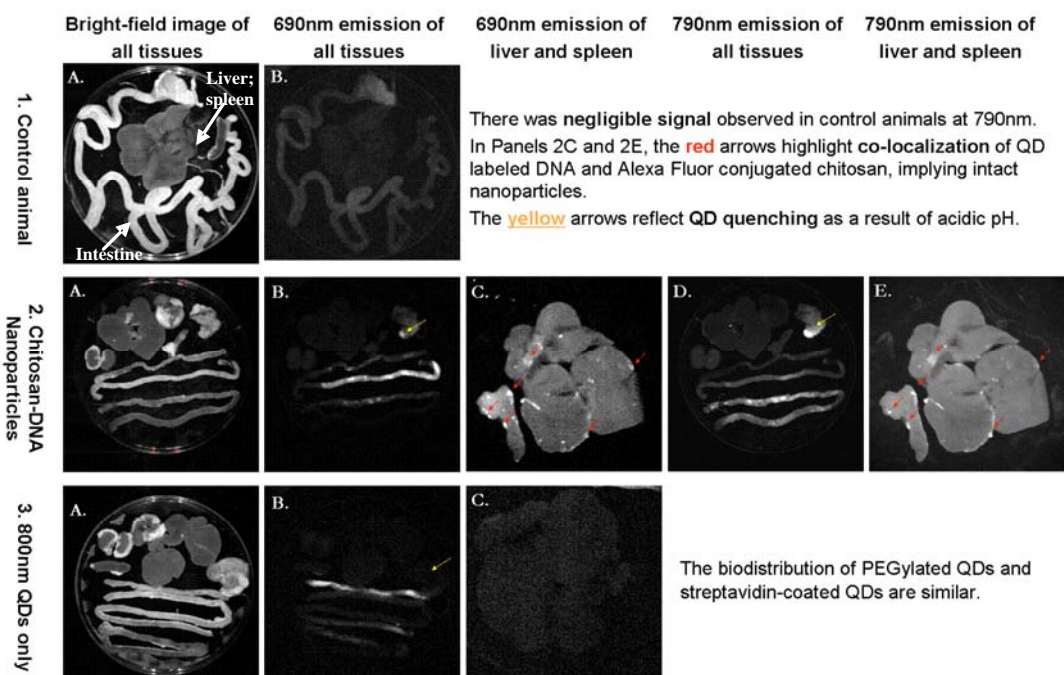 Bright-field image of all tissues
690nm emission of all tissues
690nm emission of liver and spleen
790nm emission of all tissues
790nm emission of liver and spleen
1. Control animal
A.
Liver;
spleen
Intestine
B.
There was negligible signal observed in control animals at 790nm.
In Panels 2C and 2E, the red arrows highlight co-localization of QD
labeled DNA and Alexa Fluor conjugated chitosan, implying intact
nanoparticles.
The yellow arrows reflect QD quenching as a result of acidic pH.
2. Chitosan-DNA
Nanoparticles
A.
B.
C.
D.
E.
3. 800nm QDs only
A.
B.
C.
The biodistribution of PEGylated QDs and
streptavidin-coated QDs are similar.